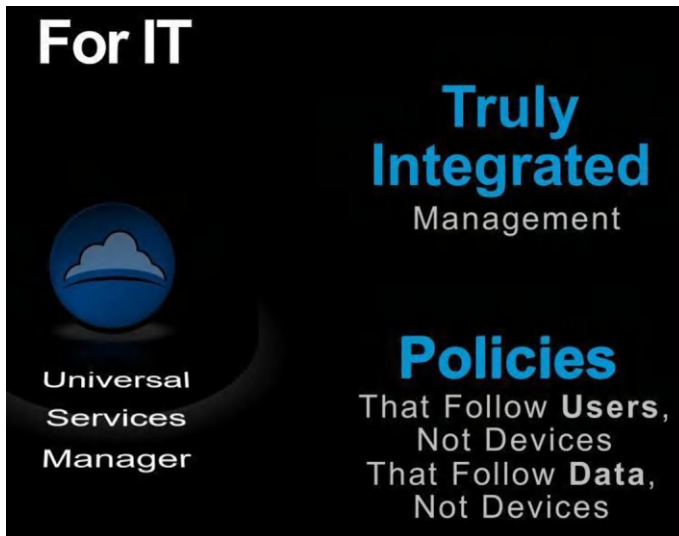 For IT
Truly
Integrated
Management
Universal
Services
Manager
Policies
That Follow Users,
Not Devices
That Follow Data,
Not Devices